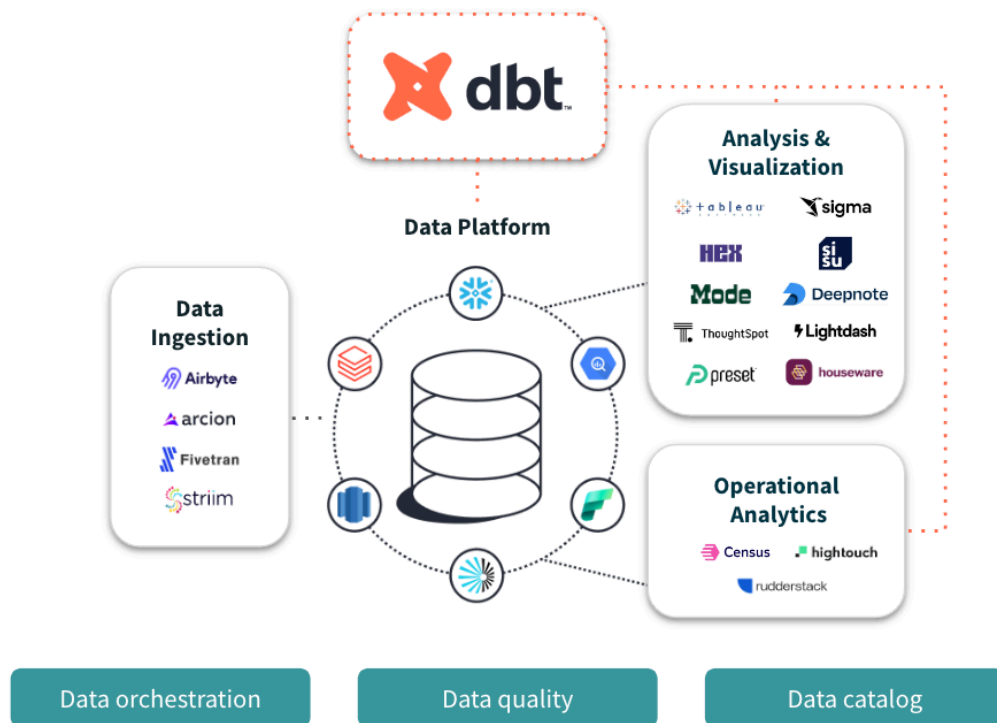 dbt™
Analysis &
Visualization
tableau
sigma
HEX
si
su
Mode
Deepnote
ThoughtSpot
Lightdash
preset
houseware
Data Platform
Data
Ingestion
Airbyte
arcion
Fivetran
striim
Operational
Analytics
Census
hightouch
rudderstack
Data orchestration
Data quality
Data catalog